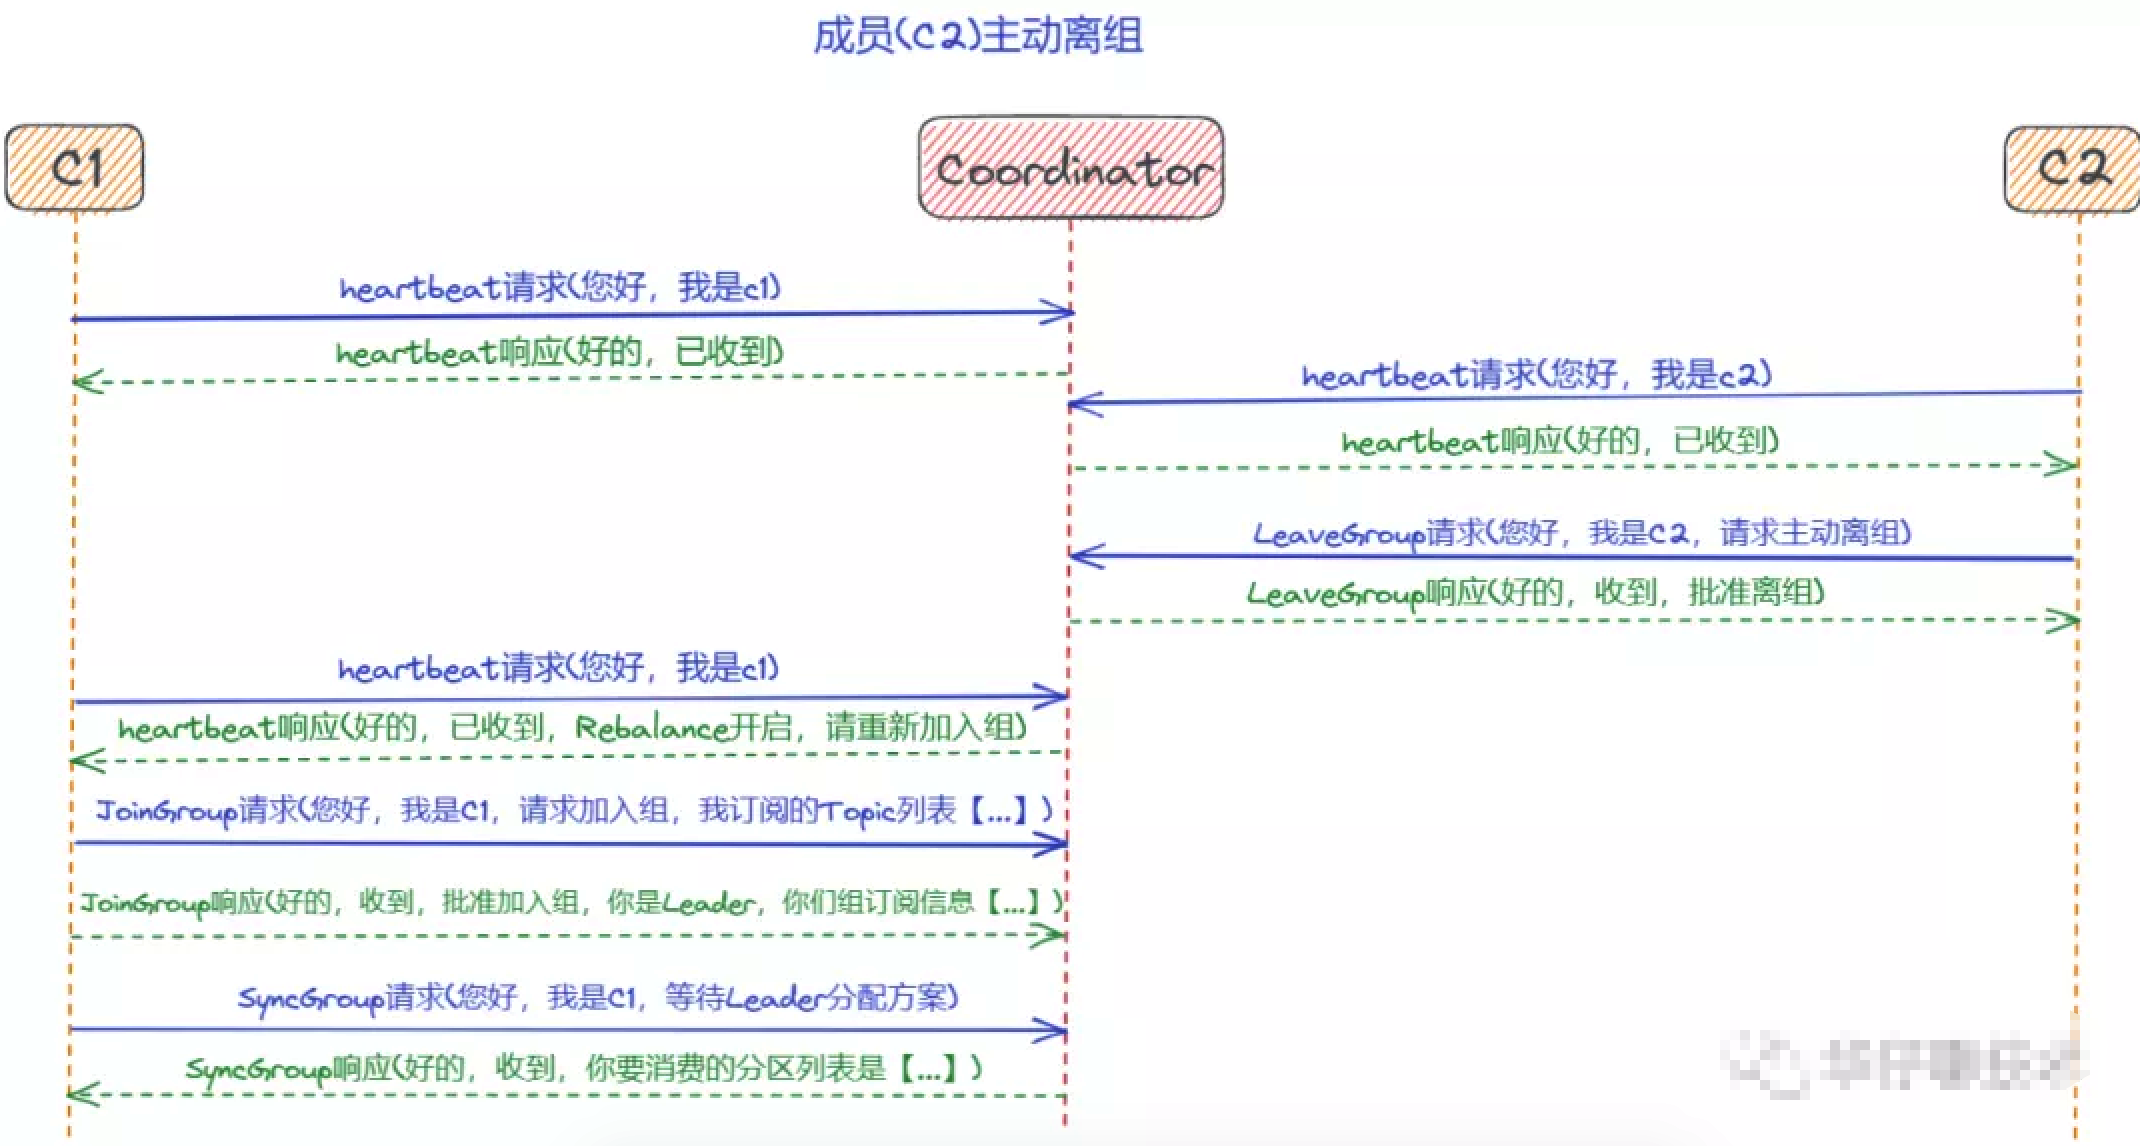 成员(C2)主动离组
C1
Coordinator
C2
heartbeat请求(您好，我是c1)
heartbeat响应(好的，已收到)
heartbeat请求(您好，我是c2)
heartbeat响应(好的，已收到)
LeaveGroup请求(您好，我是C2，请求主动离组)
LeaveGroup响应(好的，收到，批准离组)
heartbeat请求(您好，我是c1)
heartbeat响应(好的，已收到，Rebalance开启，请重新加入组)
JoinGroup请求(您好，我是C1，请求加入组，我订阅的Topic列表【...】)
JoinGroup响应(好的，收到，批准加入组，你是Leader，你们组订阅信息【...】)
SyncGroup请求(您好，我是C1，等待Leader分配方案)
SyncGroup响应(好的，收到，你要消费的分区列表是【...】)